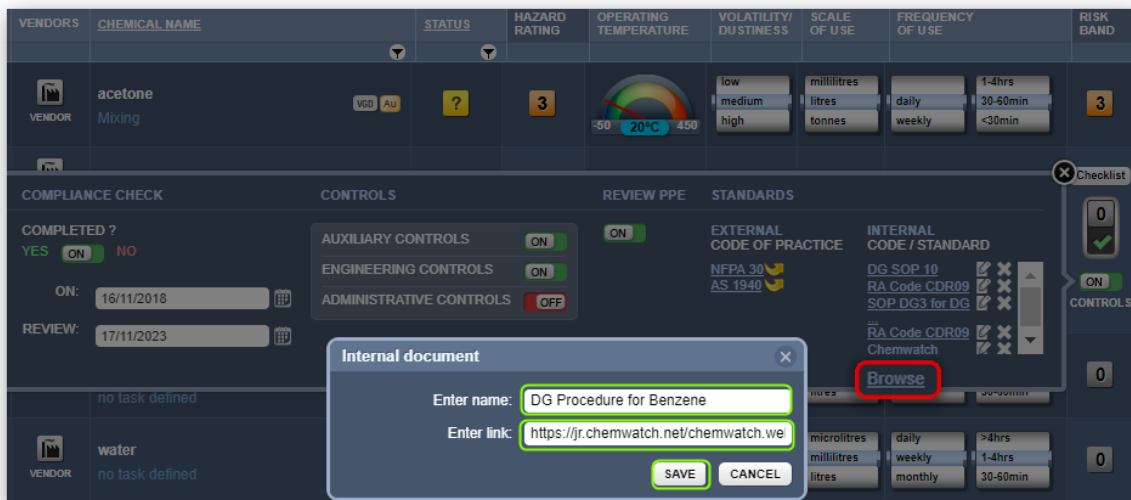 VENDORS CHEMICAL NAME STATUS HAZARD RATING OPERATING TEMPERATURE VOLATILITY/ DUSTINESS SCALE OF USE FREQUENCY OF USE RISK BAND
VENDOR
acetone
Mixing
VGD Au
?
3
-50 20°C 450
low
medium
high
millilitres
litres
tonnes
daily
weekly
1-4hrs
30-60min
<30min
3
COMPLIANCE CHECK
COMPLETED ?
YES ON NO
ON: 16/11/2018
REVIEW: 17/11/2023
CONTROLS
AUXILIARY CONTROLS ON
ENGINEERING CONTROLS ON
ADMINISTRATIVE CONTROLS OFF
REVIEW PPE
ON
STANDARDS
EXTERNAL
CODE OF PRACTICE
NFPA 30
AS 1940
INTERNAL
CODE / STANDARD
DG SOP 10
RA Code CDR09
SOP DG3 for DG
...
RA Code CDR09
Chemwatch
Browse
Checklist
0
ON
CONTROLS
Internal document
Enter name: DG Procedure for Benzene
Enter link: https://jr.chemwatch.net/chemwatch.wel
SAVE CANCEL
no task defined
litres
30-60min
0
VENDOR
water
no task defined
microlitres
millilitres
litres
daily
weekly
monthly
>4hrs
1-4hrs
30-60min
0